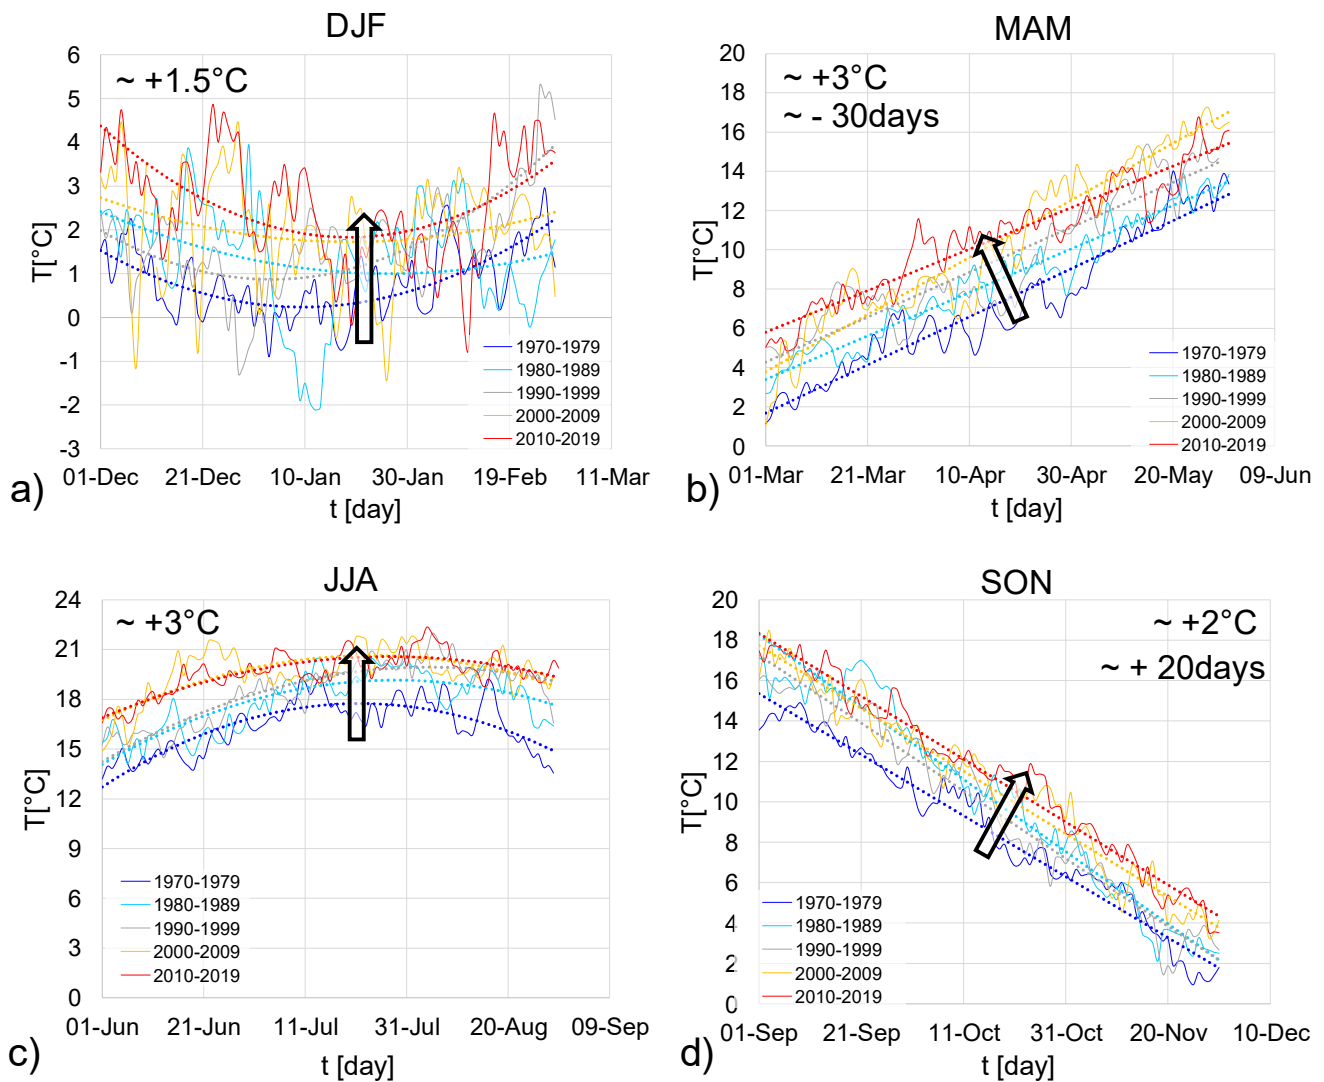 DJF
~ +1.5°C
T[°C]
6
5
4
3
2
1
0
-1
-2
-3
1970-1979
1980-1989
1990-1999
2000-2009
2010-2019
01-Dec
21-Dec
10-Jan
30-Jan
19-Feb
11-Mar
t [day]
a)
MAM
~ +3°C
~ - 30days
T[°C]
20
18
16
14
12
10
8
6
4
2
0
1970-1979
1980-1989
1990-1999
2000-2009
2010-2019
01-Mar
21-Mar
10-Apr
30-Apr
20-May
09-Jun
t [day]
b)
JJA
~ +3°C
T[°C]
24
21
18
15
12
9
6
3
0
1970-1979
1980-1989
1990-1999
2000-2009
2010-2019
01-Jun
21-Jun
11-Jul
31-Jul
20-Aug
09-Sep
t [day]
c)
SON
~ +2°C
~ + 20days
T[°C]
20
18
16
14
12
10
8
6
4
2
0
1970-1979
1980-1989
1990-1999
2000-2009
2010-2019
01-Sep
21-Sep
11-Oct
31-Oct
20-Nov
10-Dec
t [day]
d)